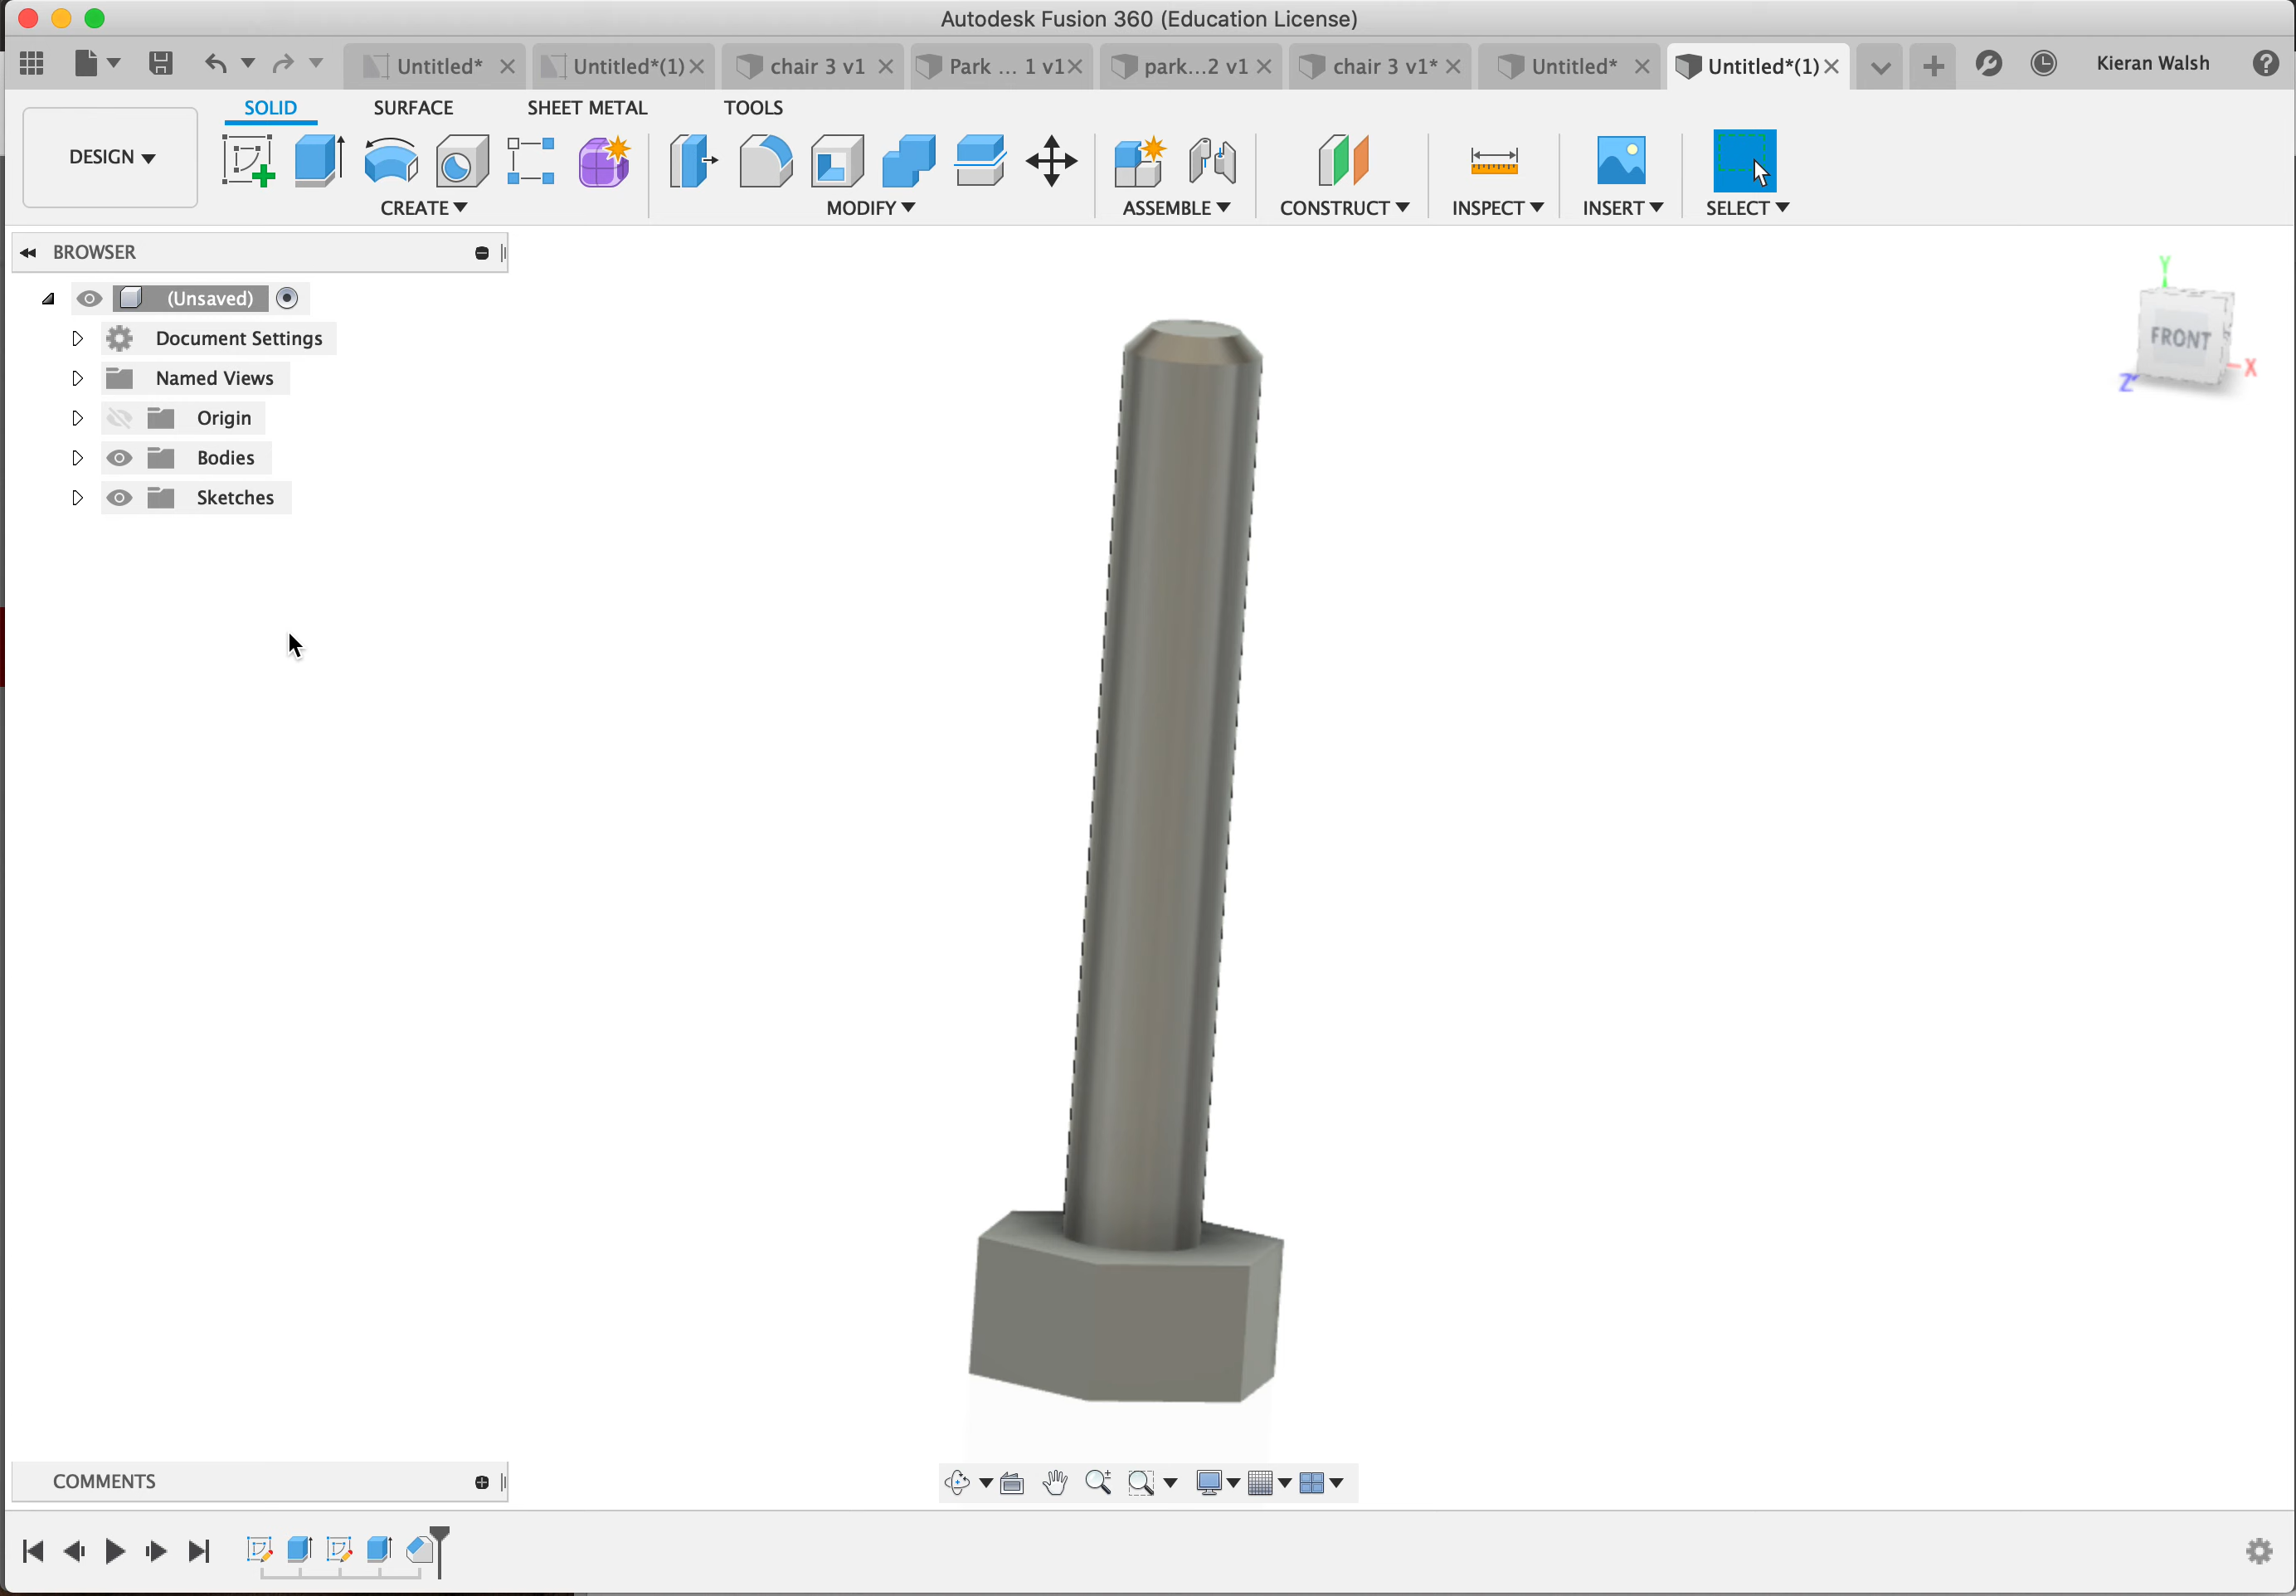 Autodesk Fusion 360 (Education License)
Untitled* Untitled*(1) chair 3 v1 Park ... 1 v1 park...2 v1 chair 3 v1* Untitled* Untitled*(1) Kieran Walsh
SOLID SURFACE SHEET METAL TOOLS
DESIGN
CREATE MODIFY ASSEMBLE CONSTRUCT INSPECT INSERT SELECT
BROWSER
(Unsaved)
Document Settings
Named Views
Origin
Bodies
Sketches
Y
FRONT
X
Z
COMMENTS